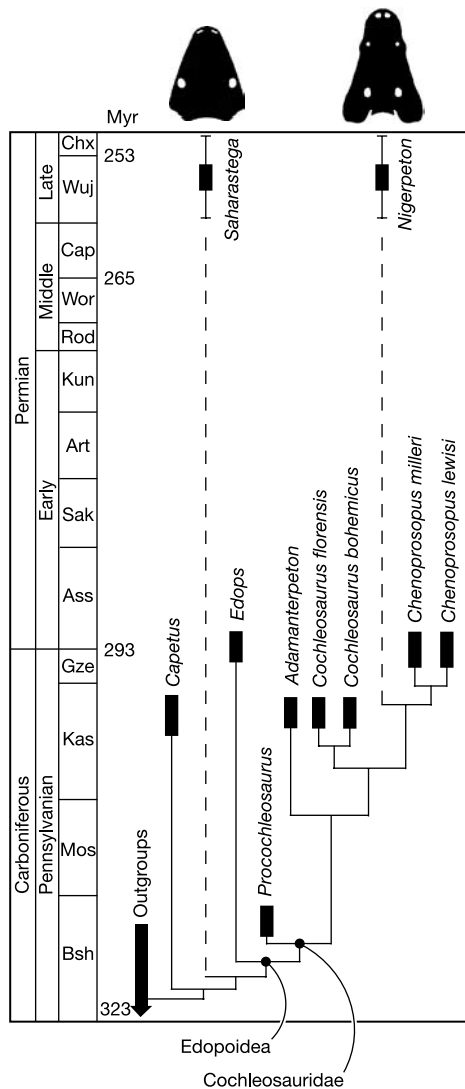 Myr
Chx
253
Late
Wuj
Saharastega
Nigerpeton
Cap
265
Middle
Wor
Rod
Permian
Kun
Art
Early
Sak
Chenoprosopus milleri
Chenoprosopus lewisi
Cochleosaurus florensis
Cochleosaurus bohemicus
Ass
Edops
Adamanterpeton
293
Capetus
Gze
Kas
Carboniferous
Pennsylvanian
Procochleosaurus
Mos
Outgroups
Bsh
323
Edopoidea
Cochleosauridae